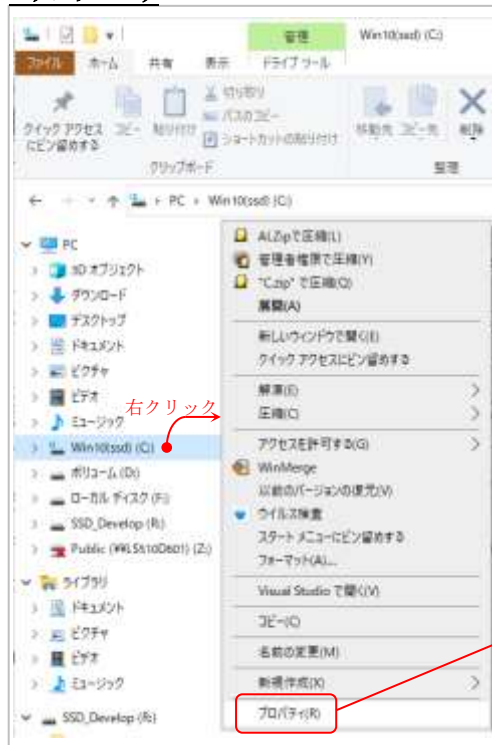 管理
Win10(ssd) (C:)
ファイル
ホーム
共有
表示
ドライブ ツール
クイック アクセス
にピン留めする
コピー
貼り付け
切り取り
パスのコピー
ショートカットの貼り付け
移動先
コピー先
削除
クリップボード
整理
PC › Win10(ssd) (C:)
PC
3D オブジェクト
ダウンロード
デスクトップ
ドキュメント
ピクチャ
ビデオ
ミュージック
Win10(ssd) (C:)
ボリューム (D:)
ローカル ディスク (F:)
SSD_Develop (R:)
Public (¥¥LS510D601) (Z:)
ライブラリ
ドキュメント
ピクチャ
ビデオ
ミュージック
SSD_Develop (R:)
右クリック
ALZipで圧縮(L)
管理者権限で圧縮(Y)
"C.zip" で圧縮(Q)
展開(A)
新しいウィンドウで開く(E)
クイック アクセスにピン留めする
解凍(E)
圧縮(C)
アクセスを許可する(G)
WinMerge
以前のバージョンの復元(V)
ウイルス検査
スタート メニューにピン留めする
フォーマット(A)...
Visual Studio で開く(V)
コピー(C)
名前の変更(M)
新規作成(X)
プロパティ(R)